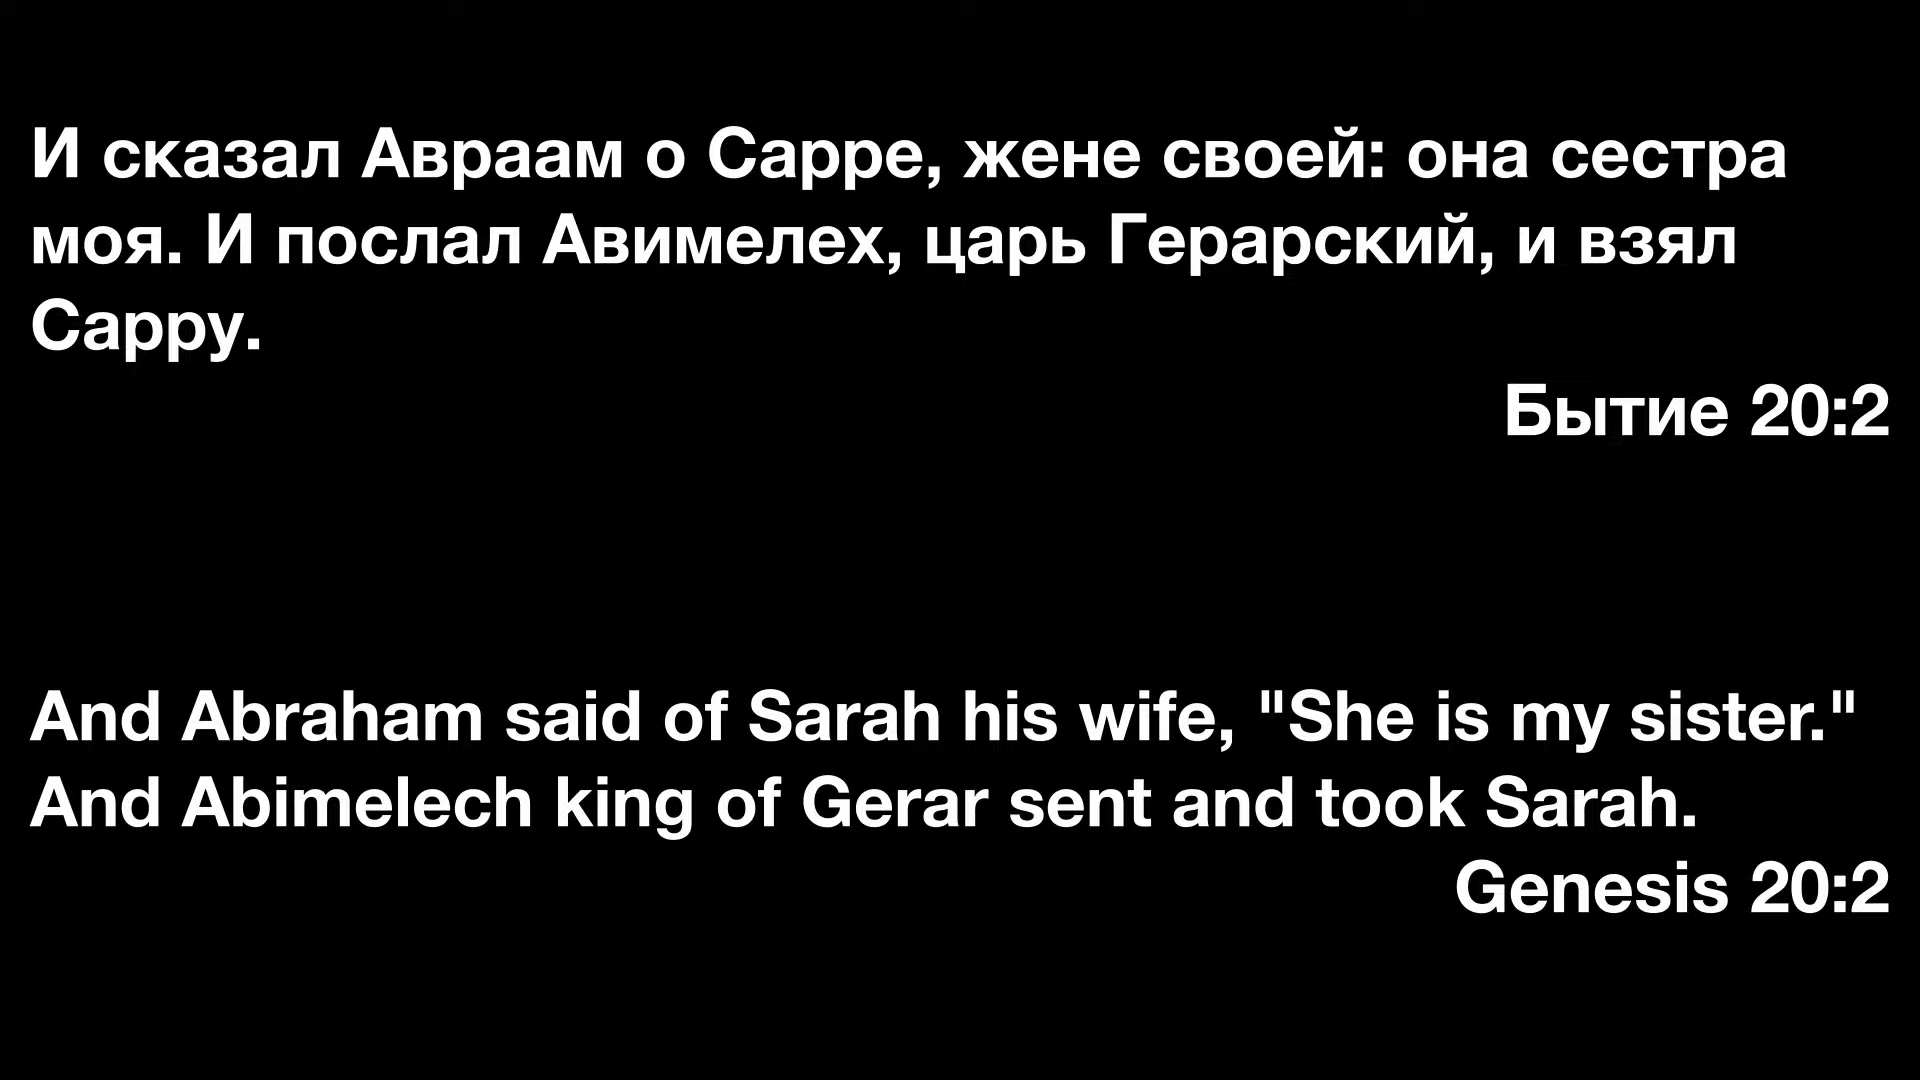 И сказал Авраам о Сарре, жене своей: она сестра
моя. И послал Авимелех, царь Герарский, и взял
Сарру.
Бытие 20:2
And Abraham said of Sarah his wife, "She is my sister."
And Abimelech king of Gerar sent and took Sarah.
Genesis 20:2